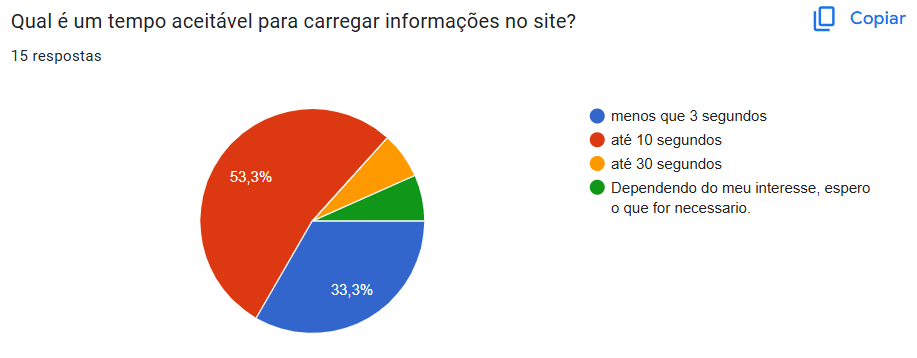 Qual é um tempo aceitável para carregar informações no site?
Copiar
15 respostas
menos que 3 segundos
até 10 segundos
até 30 segundos
Dependendo do meu interesse, espero
o que for necessario.
53,3%
33,3%